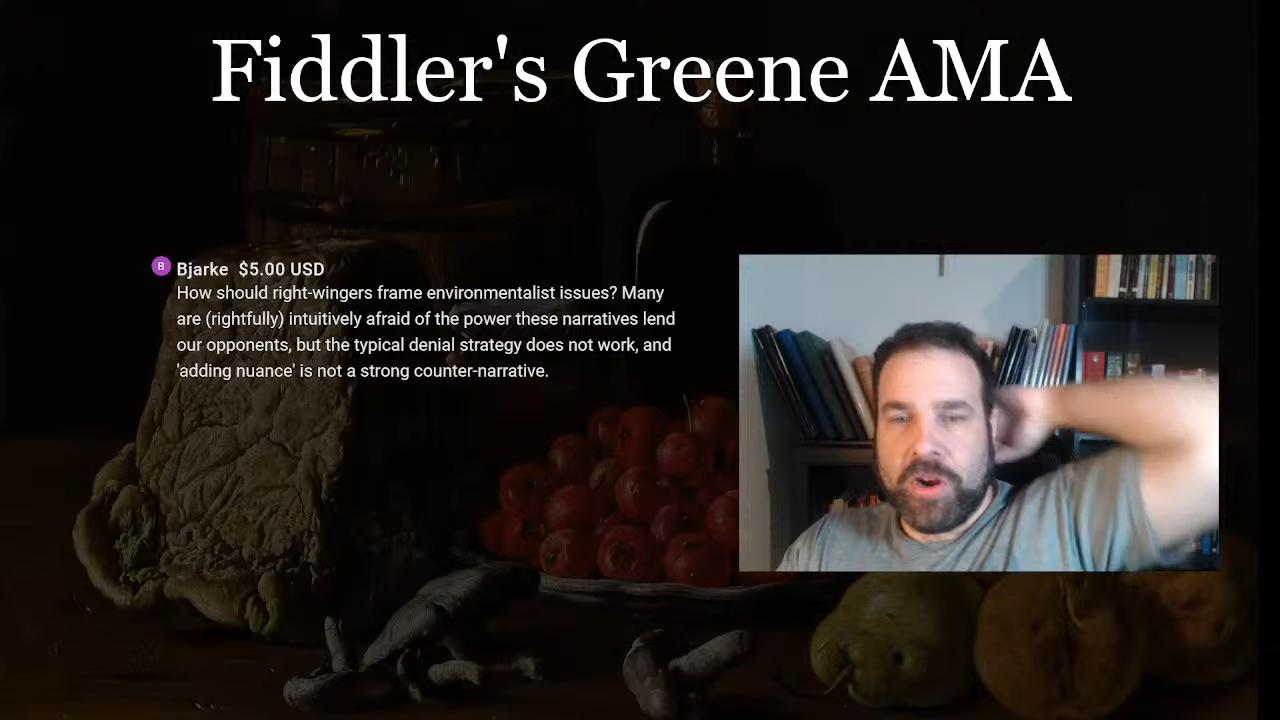 Fiddler's Greene AMA
B Bjarke $5.00 USD
How should right-wingers frame environmentalist issues? Many
are (rightfully) intuitively afraid of the power these narratives lend
our opponents, but the typical denial strategy does not work, and
'adding nuance' is not a strong counter-narrative.